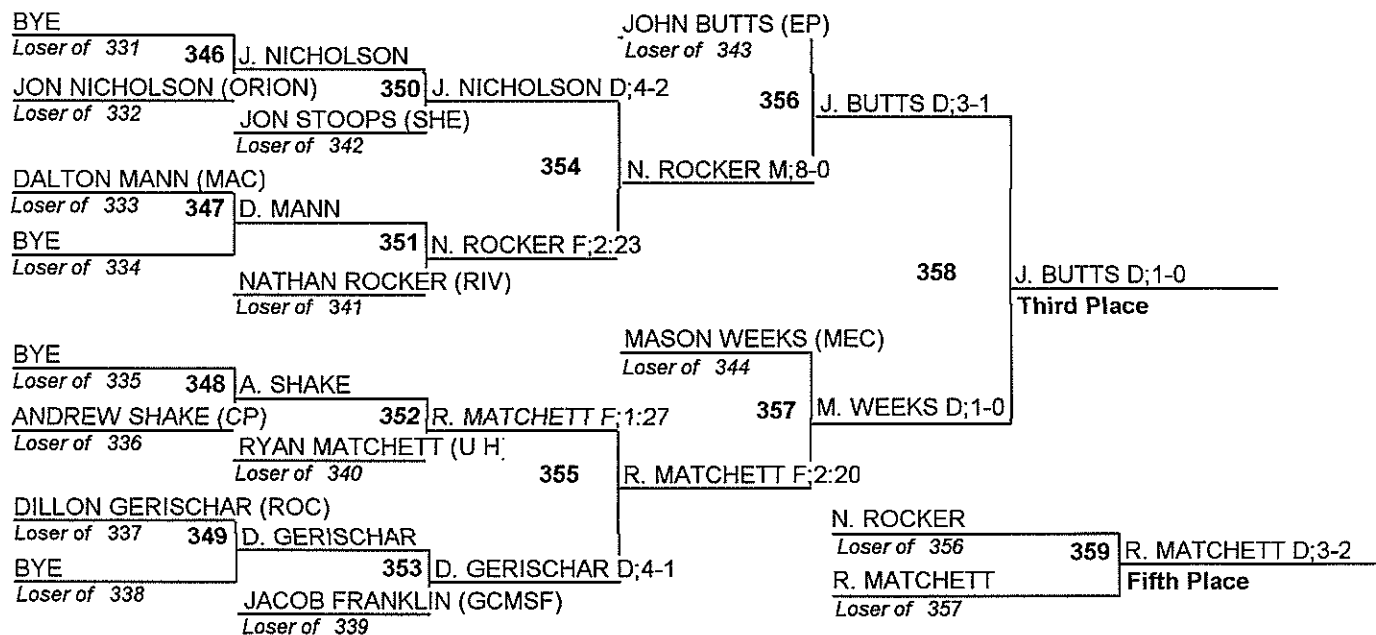 BYE
Loser of 331
346
J. NICHOLSON
JON NICHOLSON (ORION)
Loser of 332
350
J. NICHOLSON D;4-2
JON STOOPS (SHE)
Loser of 342
354
DALTON MANN (MAC)
Loser of 333
347
D. MANN
BYE
Loser of 334
351
N. ROCKER F;2:23
NATHAN ROCKER (RIV)
Loser of 341
JOHN BUTTS (EP)
Loser of 343
356
J. BUTTS D;3-1
N. ROCKER M;8-0
358
J. BUTTS D;1-0
Third Place
BYE
Loser of 335
348
A. SHAKE
ANDREW SHAKE (CP)
Loser of 336
352
R. MATCHETT F;1:27
RYAN MATCHETT (U H)
Loser of 340
355
DILLON GERISCHAR (ROC)
Loser of 337
349
D. GERISCHAR
BYE
Loser of 338
353
D. GERISCHAR D;4-1
JACOB FRANKLIN (GCMSF)
Loser of 339
MASON WEEKS (MEC)
Loser of 344
357
M. WEEKS D;1-0
R. MATCHETT F;2:20
N. ROCKER
Loser of 356
359
R. MATCHETT D;3-2
R. MATCHETT
Loser of 357
Fifth Place